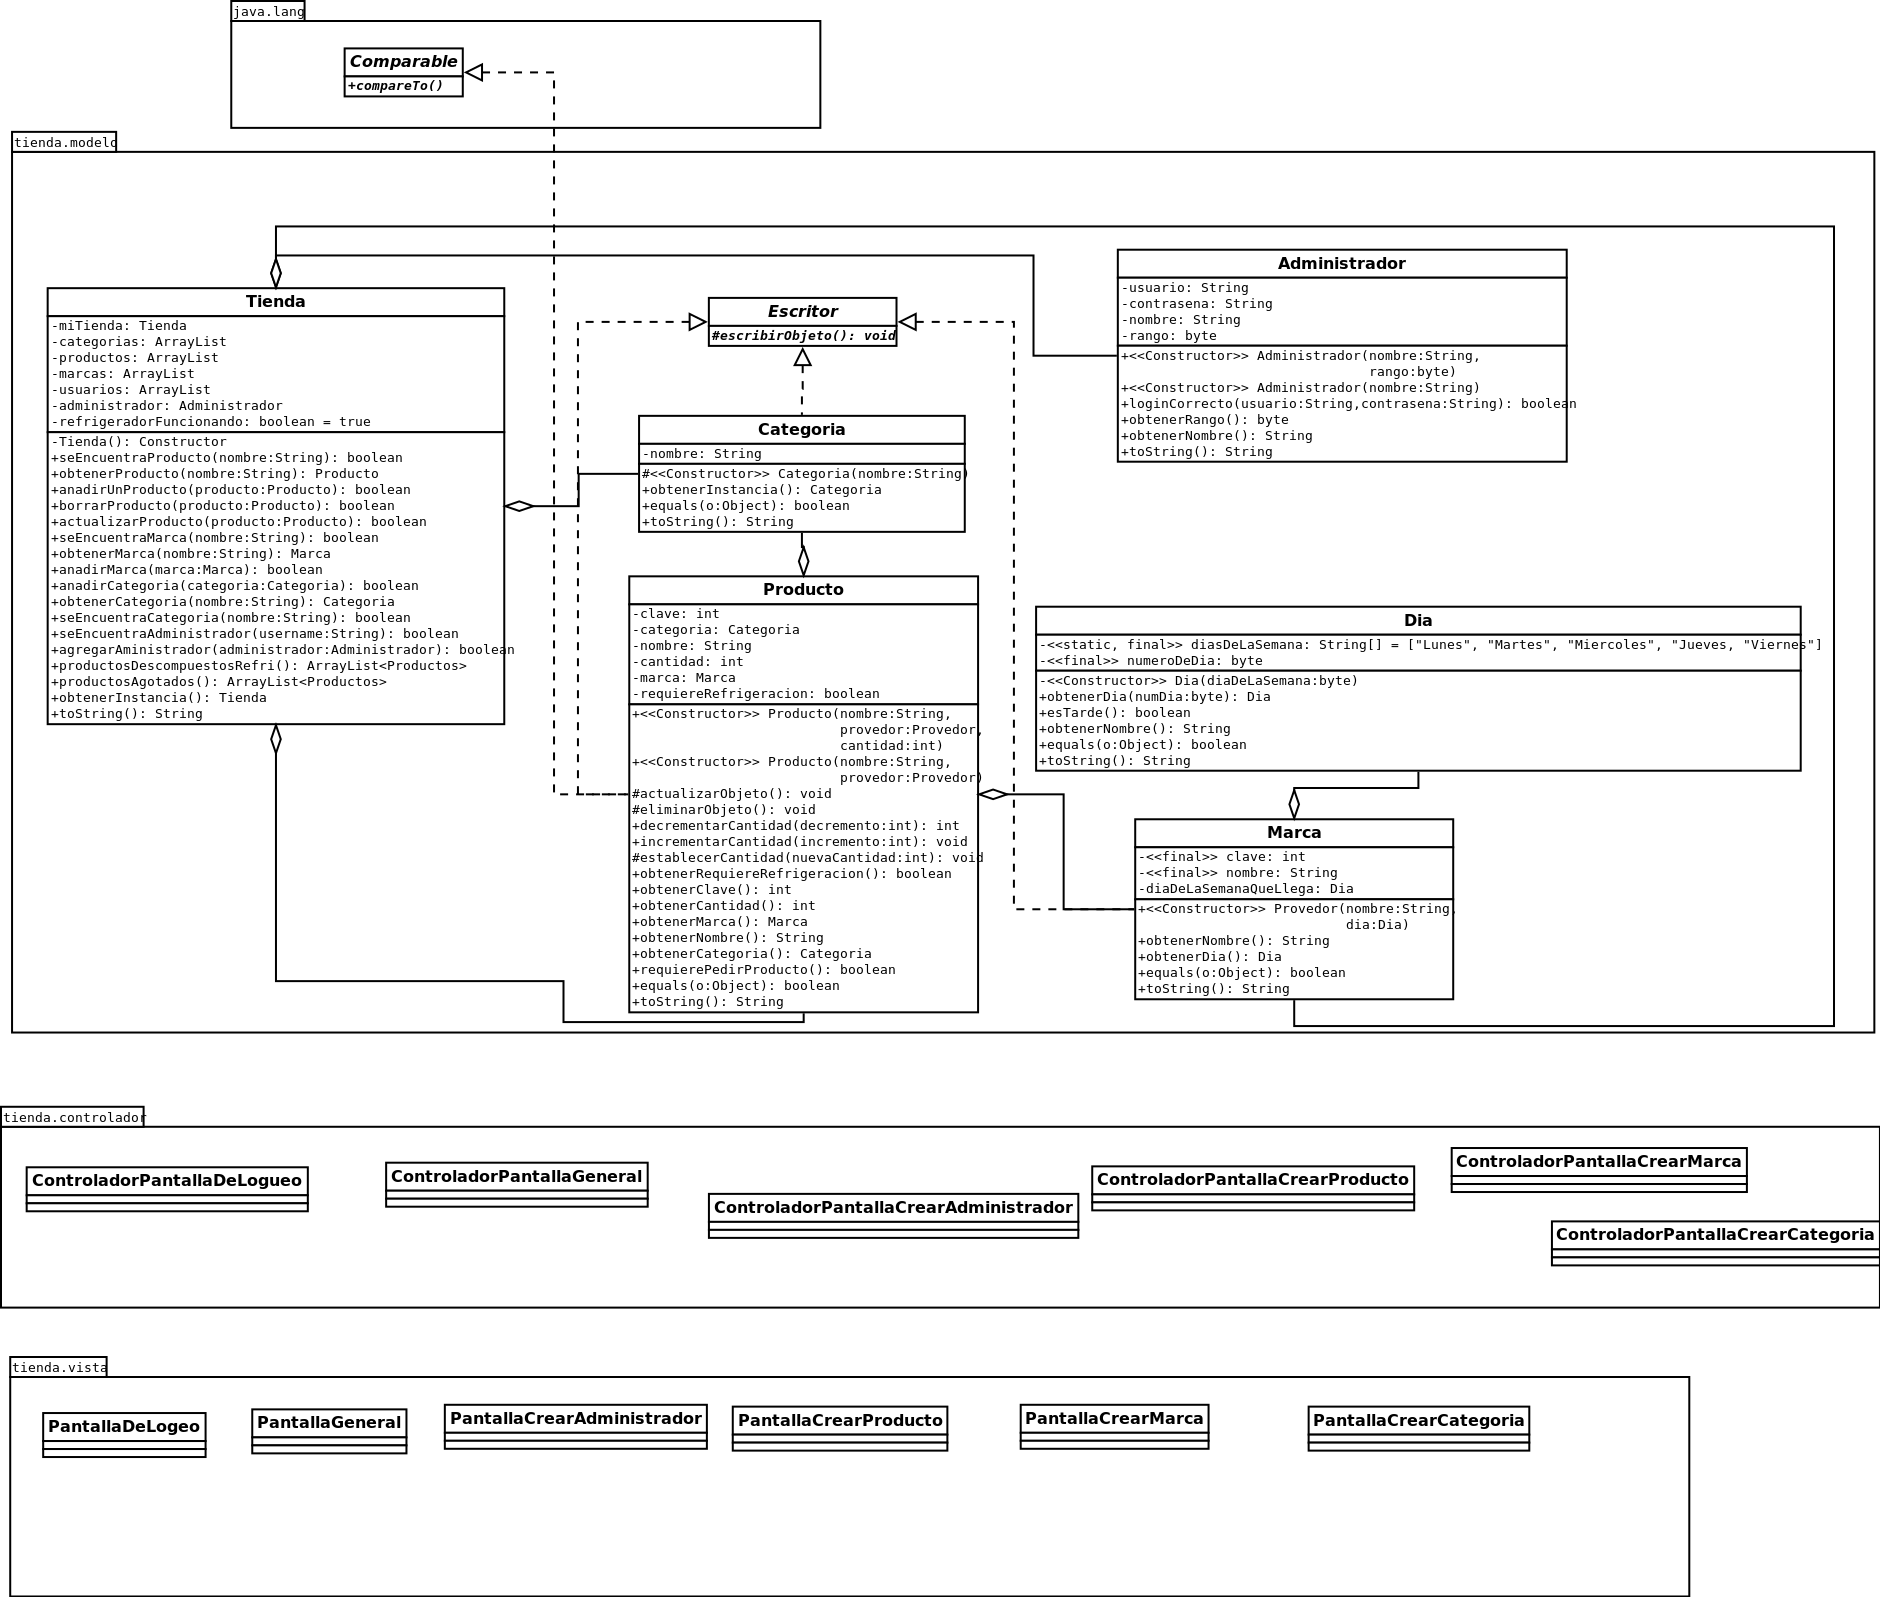 java.lang
Comparable
+compareTo()
tienda.modelo
Tienda
-miTienda: Tienda
-categorias: ArrayList
-productos: ArrayList
-marcas: ArrayList
-usuarios: ArrayList
-administrador: Administrador
-refrigeradorFuncionando: boolean = true
-Tienda(): Constructor
+seEncuentraProducto(nombre:String): boolean
+obtenerProducto(nombre:String): Producto
+anadirUnProducto(producto:Producto): boolean
+borrarProducto(producto:Producto): boolean
+actualizarProducto(producto:Producto): boolean
+seEncuentraMarca(nombre:String): boolean
+obtenerMarca(nombre:String): Marca
+anadirMarca(marca:Marca): boolean
+anadirCategoria(categoria:Categoria): boolean
+obtenerCategoria(nombre:String): Categoria
+seEncuentraCategoria(nombre:String): boolean
+seEncuentraAdministrador(username:String): boolean
+agregarAministrador(administrador:Administrador): boolean
+productosDescompuestosRefri(): ArrayList<Productos>
+productosAgotados(): ArrayList<Productos>
+obtenerInstancia(): Tienda
+toString(): String
Escritor
#escribirObjeto(): void
Administrador
-usuario: String
-contrasena: String
-nombre: String
-rango: byte
+<<Constructor>> Administrador(nombre:String,
rango:byte)
+<<Constructor>> Administrador(nombre:String)
+loginCorrecto(usuario:String,contrasena:String): boolean
+obtenerRango(): byte
+obtenerNombre(): String
+toString(): String
Categoria
-nombre: String
#<<Constructor>> Categoria(nombre:String)
+obtenerInstancia(): Categoria
+equals(o:Object): boolean
+toString(): String
Producto
-clave: int
-categoria: Categoria
-nombre: String
-cantidad: int
-marca: Marca
-requiereRefrigeracion: boolean
+<<Constructor>> Producto(nombre:String,
provedor:Provedor,
cantidad:int)
+<<Constructor>> Producto(nombre:String,
provedor:Provedor)
#actualizarObjeto(): void
#eliminarObjeto(): void
+decrementarCantidad(decremento:int): int
+incrementarCantidad(incremento:int): void
#establecerCantidad(nuevaCantidad:int): void
+obtenerRequiereRefrigeracion(): boolean
+obtenerClave(): int
+obtenerCantidad(): int
+obtenerMarca(): Marca
+obtenerNombre(): String
+obtenerCategoria(): Categoria
+requierePedirProducto(): boolean
+equals(o:Object): boolean
+toString(): String
Dia
-<<static, final>> diasDeLaSemana: String[] = ["Lunes", "Martes", "Miercoles", "Jueves, "Viernes"]
-<<final>> numeroDeDia: byte
-<<Constructor>> Dia(diaDeLaSemana:byte)
+obtenerDia(numDia:byte): Dia
+esTarde(): boolean
+obtenerNombre(): String
+equals(o:Object): boolean
+toString(): String
Marca
-<<final>> clave: int
-<<final>> nombre: String
-diaDeLaSemanaQueLlega: Dia
+<<Constructor>> Provedor(nombre:String,
dia:Dia)
+obtenerNombre(): String
+obtenerDia(): Dia
+equals(o:Object): boolean
+toString(): String
tienda.controlador
ControladorPantallaDeLogueo
ControladorPantallaGeneral
ControladorPantallaCrearAdministrador
ControladorPantallaCrearProducto
ControladorPantallaCrearMarca
ControladorPantallaCrearCategoria
tienda.vista
PantallaDeLogeo
PantallaGeneral
PantallaCrearAdministrador
PantallaCrearProducto
PantallaCrearMarca
PantallaCrearCategoria